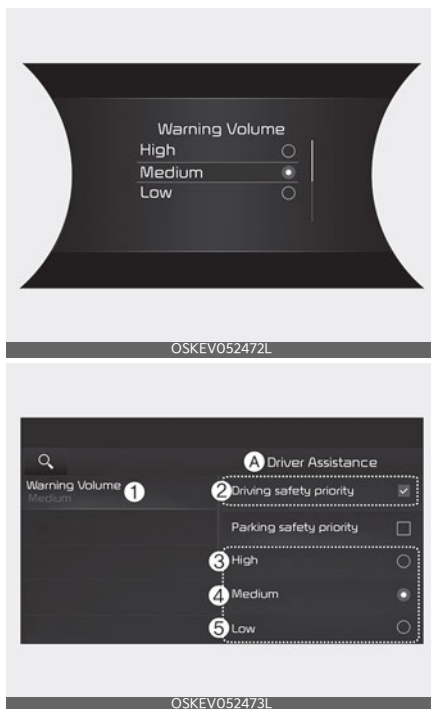 Warning Volume
High
Medium
Low
OSKEV052472L
A Driver Assistance
Warning Volume 1
Medium
2 Driving safety priority
Parking safety priority
3 High
4 Medium
5 Low
OSKEV052473L